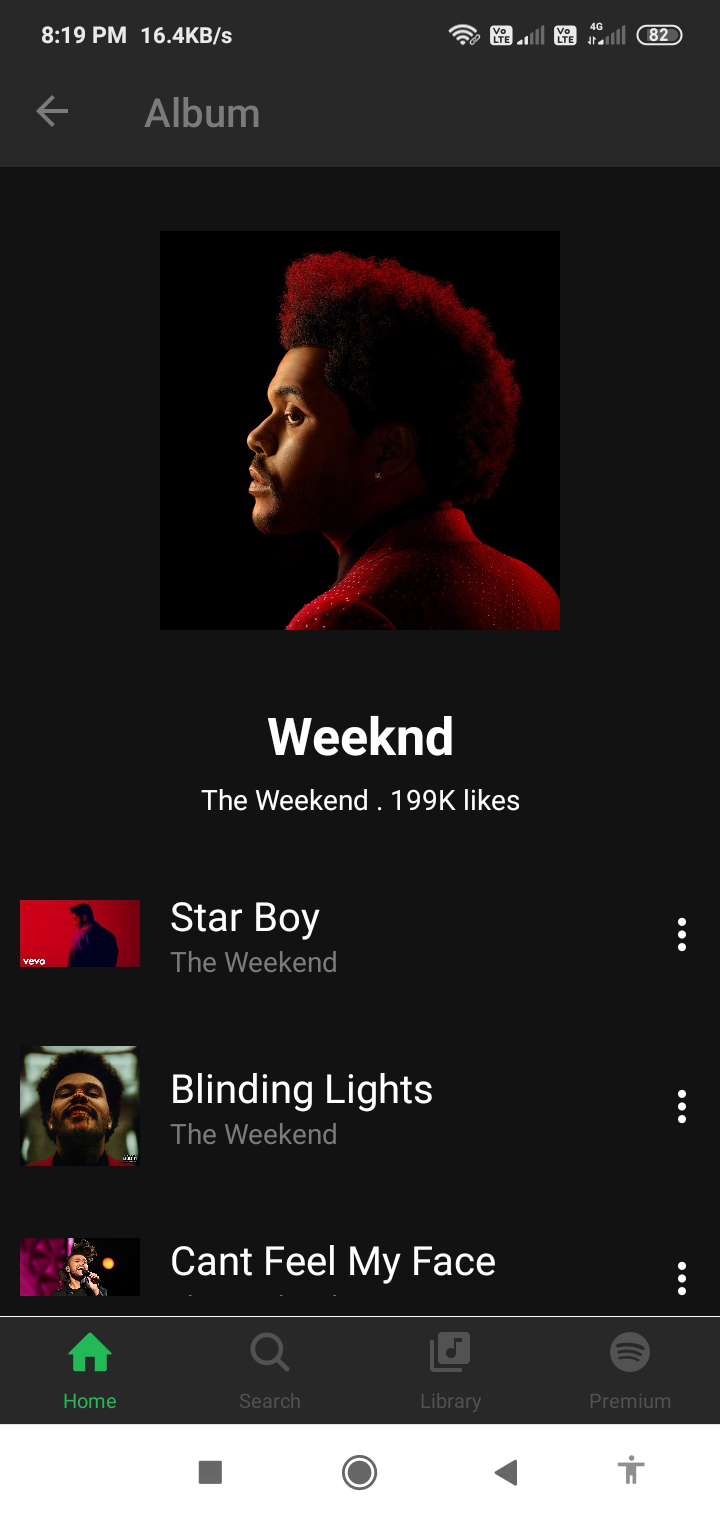 8:19 PM 16.4KB/s
Vo LTE Vo LTE 4G 82
Album
Weeknd
The Weekend . 199K likes
Star Boy
vevo
The Weekend
Blinding Lights
The Weekend
Cant Feel My Face
Home Search Library Premium